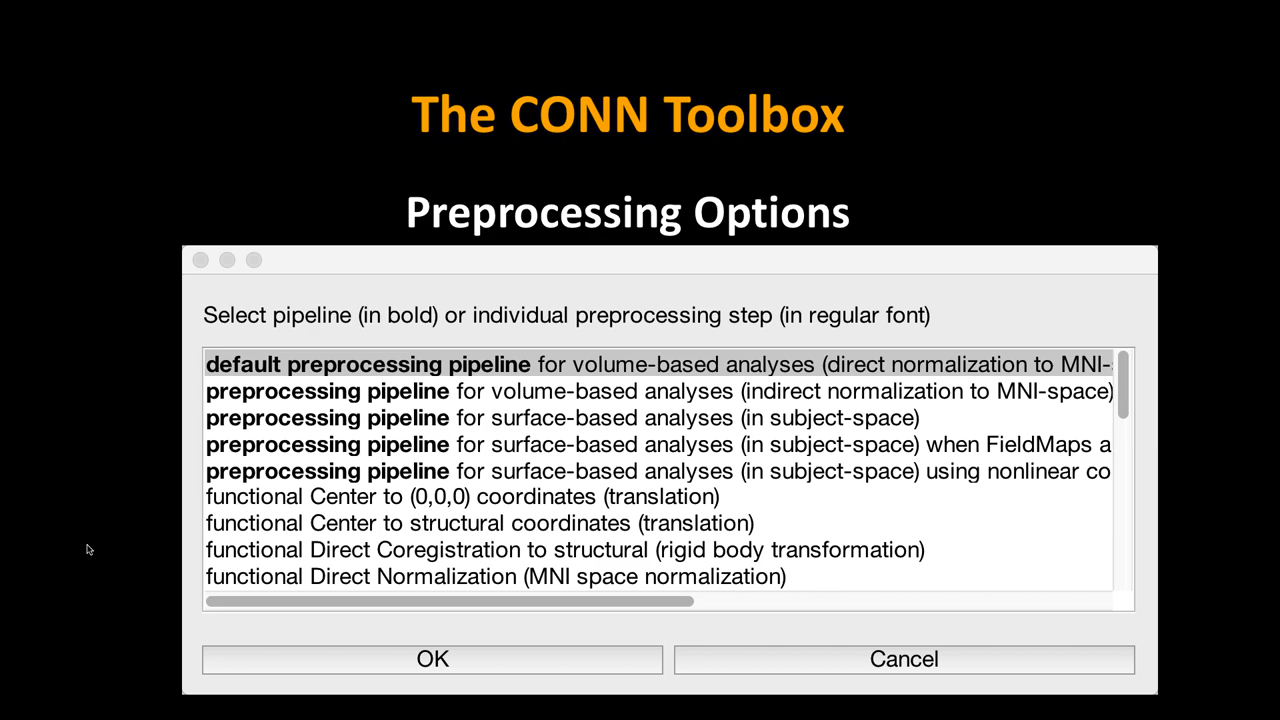 The CONN Toolbox
Preprocessing Options
Select pipeline (in bold) or individual preprocessing step (in regular font)
default preprocessing pipeline for volume-based analyses (direct normalization to MNI-
preprocessing pipeline for volume-based analyses (indirect normalization to MNI-space)
preprocessing pipeline for surface-based analyses (in subject-space)
preprocessing pipeline for surface-based analyses (in subject-space) when FieldMaps a
preprocessing pipeline for surface-based analyses (in subject-space) using nonlinear co
functional Center to (0,0,0) coordinates (translation)
functional Center to structural coordinates (translation)
functional Direct Coregistration to structural (rigid body transformation)
functional Direct Normalization (MNI space normalization)
OK
Cancel